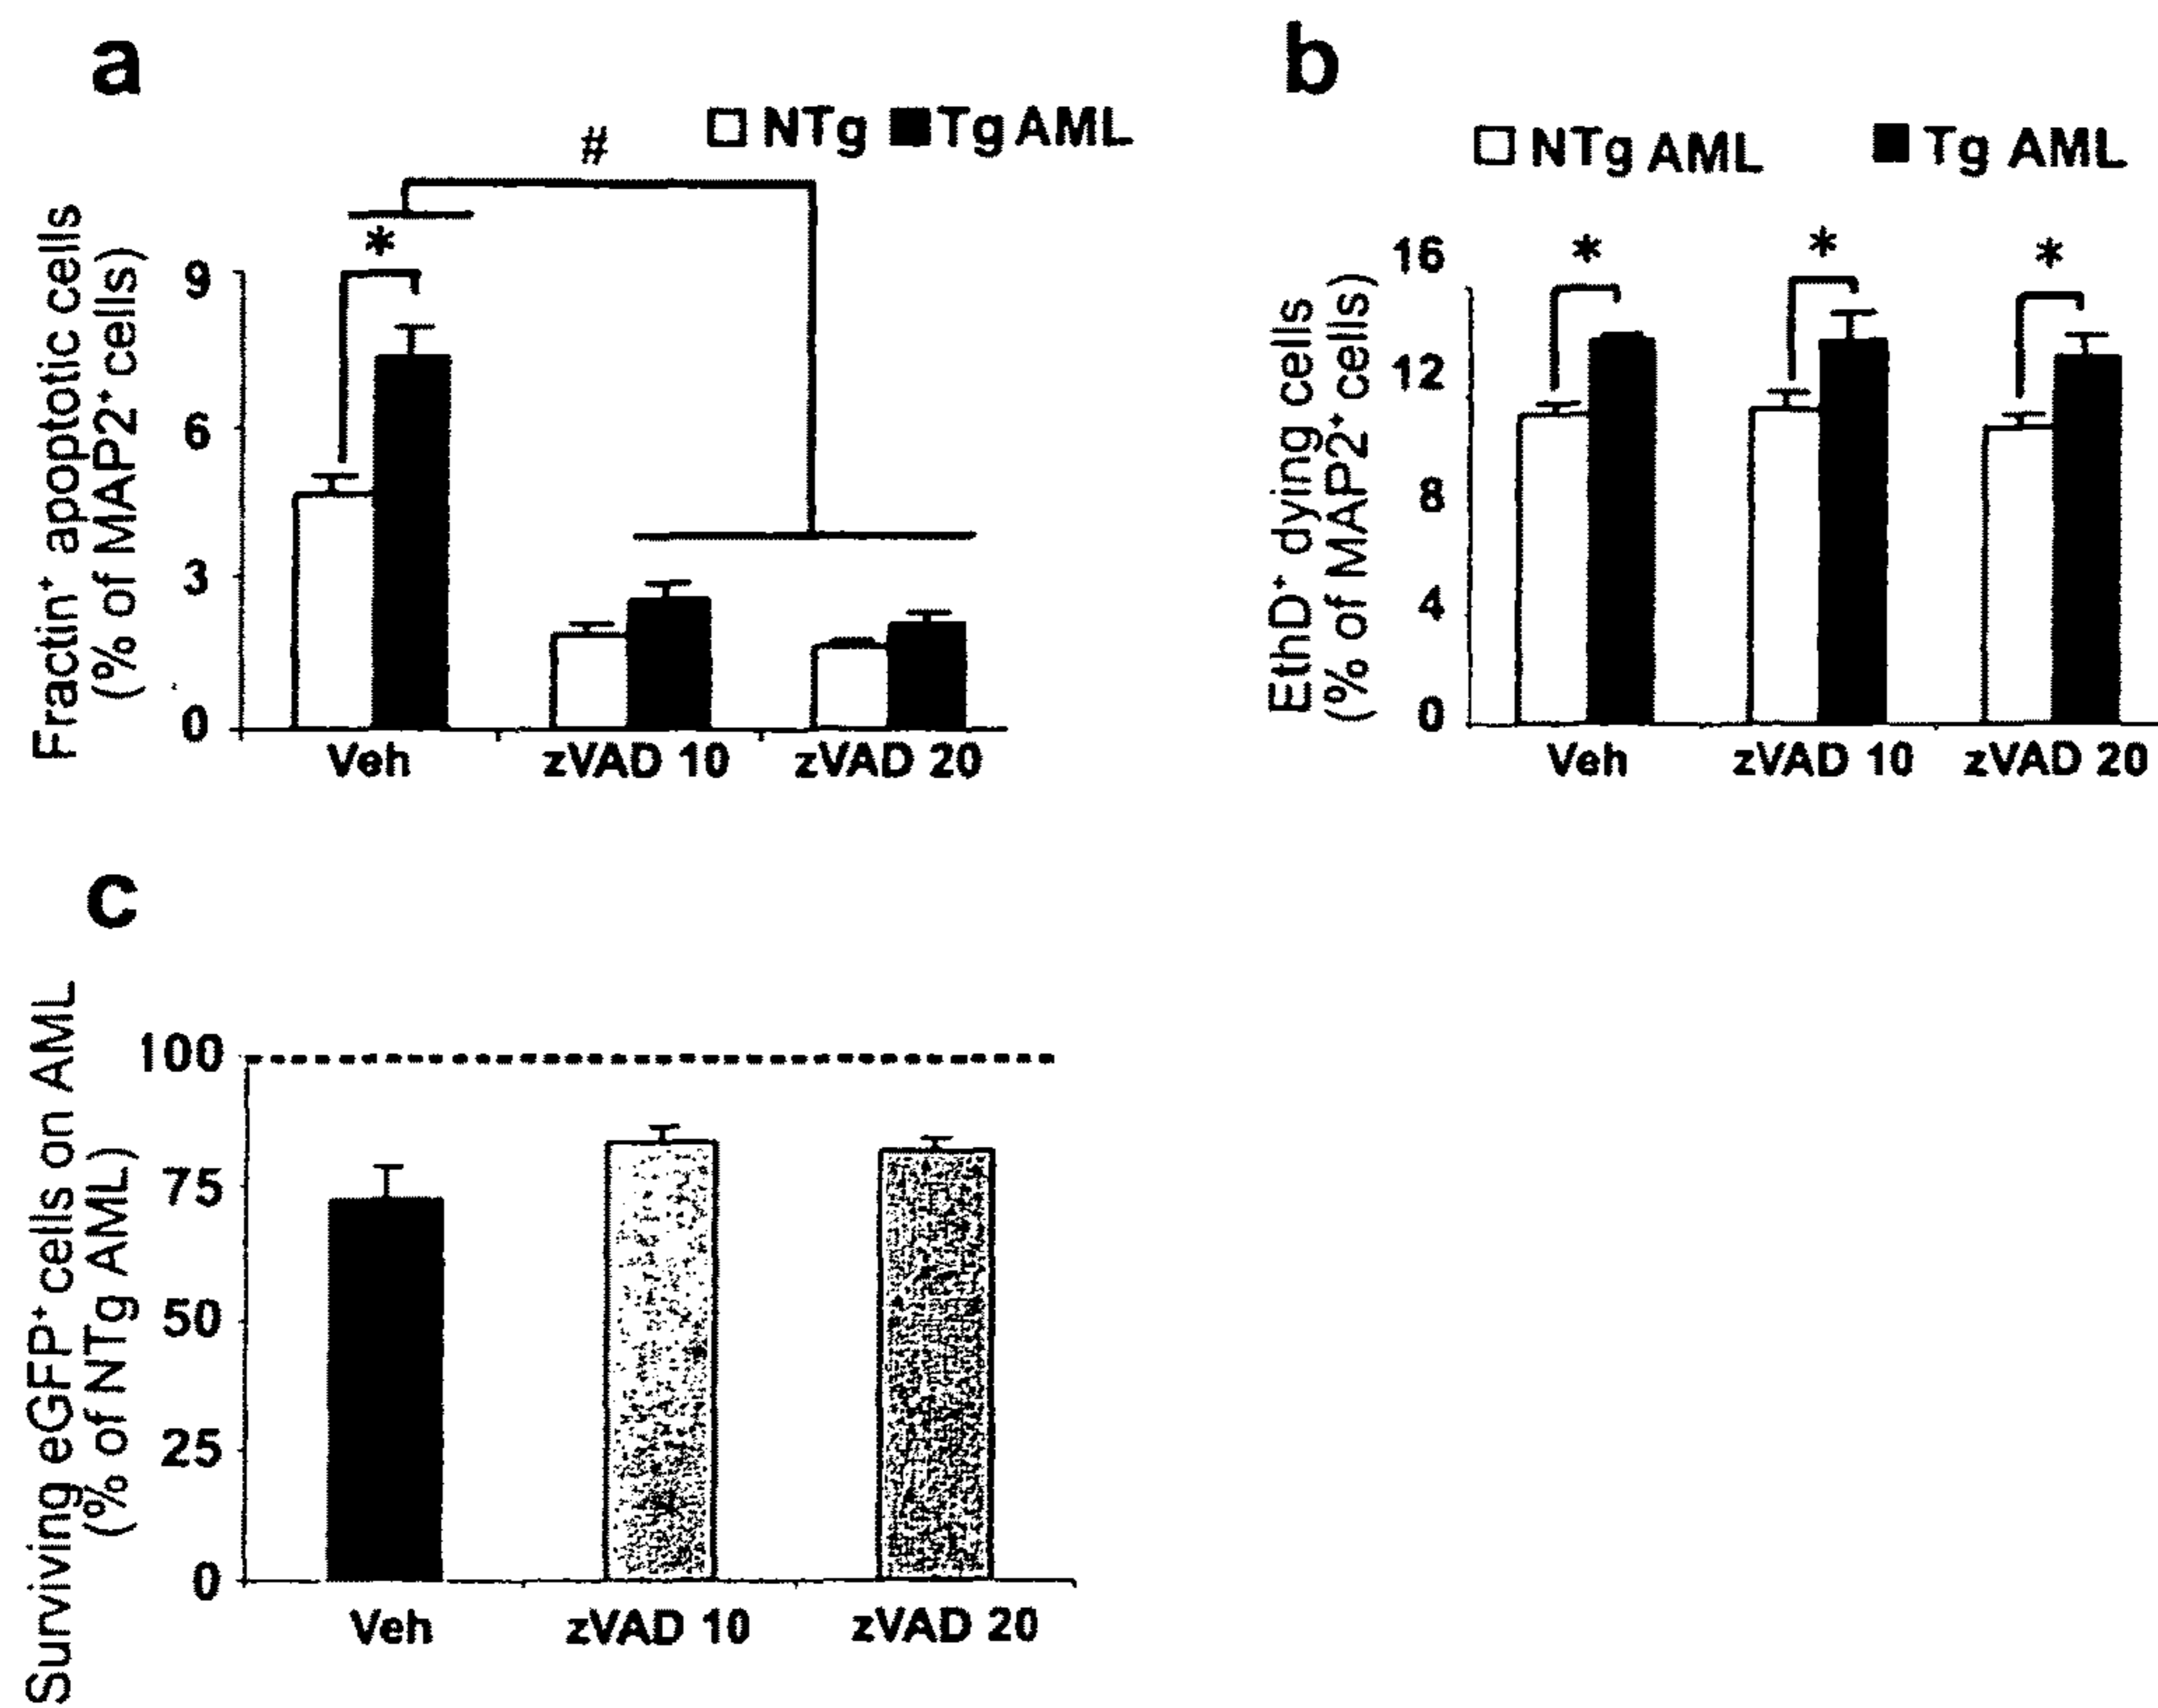 a
NTg Tg AML
#
*
Fractin⁺ apoptotic cells
(% of MAP2⁺ cells)
9
6
3
0
Veh zVAD 10 zVAD 20
b
NTg AML Tg AML
* * *
EthD⁺ dying cells
(% of MAP2⁺ cells)
16
12
8
4
0
Veh zVAD 10 zVAD 20
c
Surviving eGFP⁺ cells on AML
(% of NTg AML)
100
75
50
25
0
Veh zVAD 10 zVAD 20